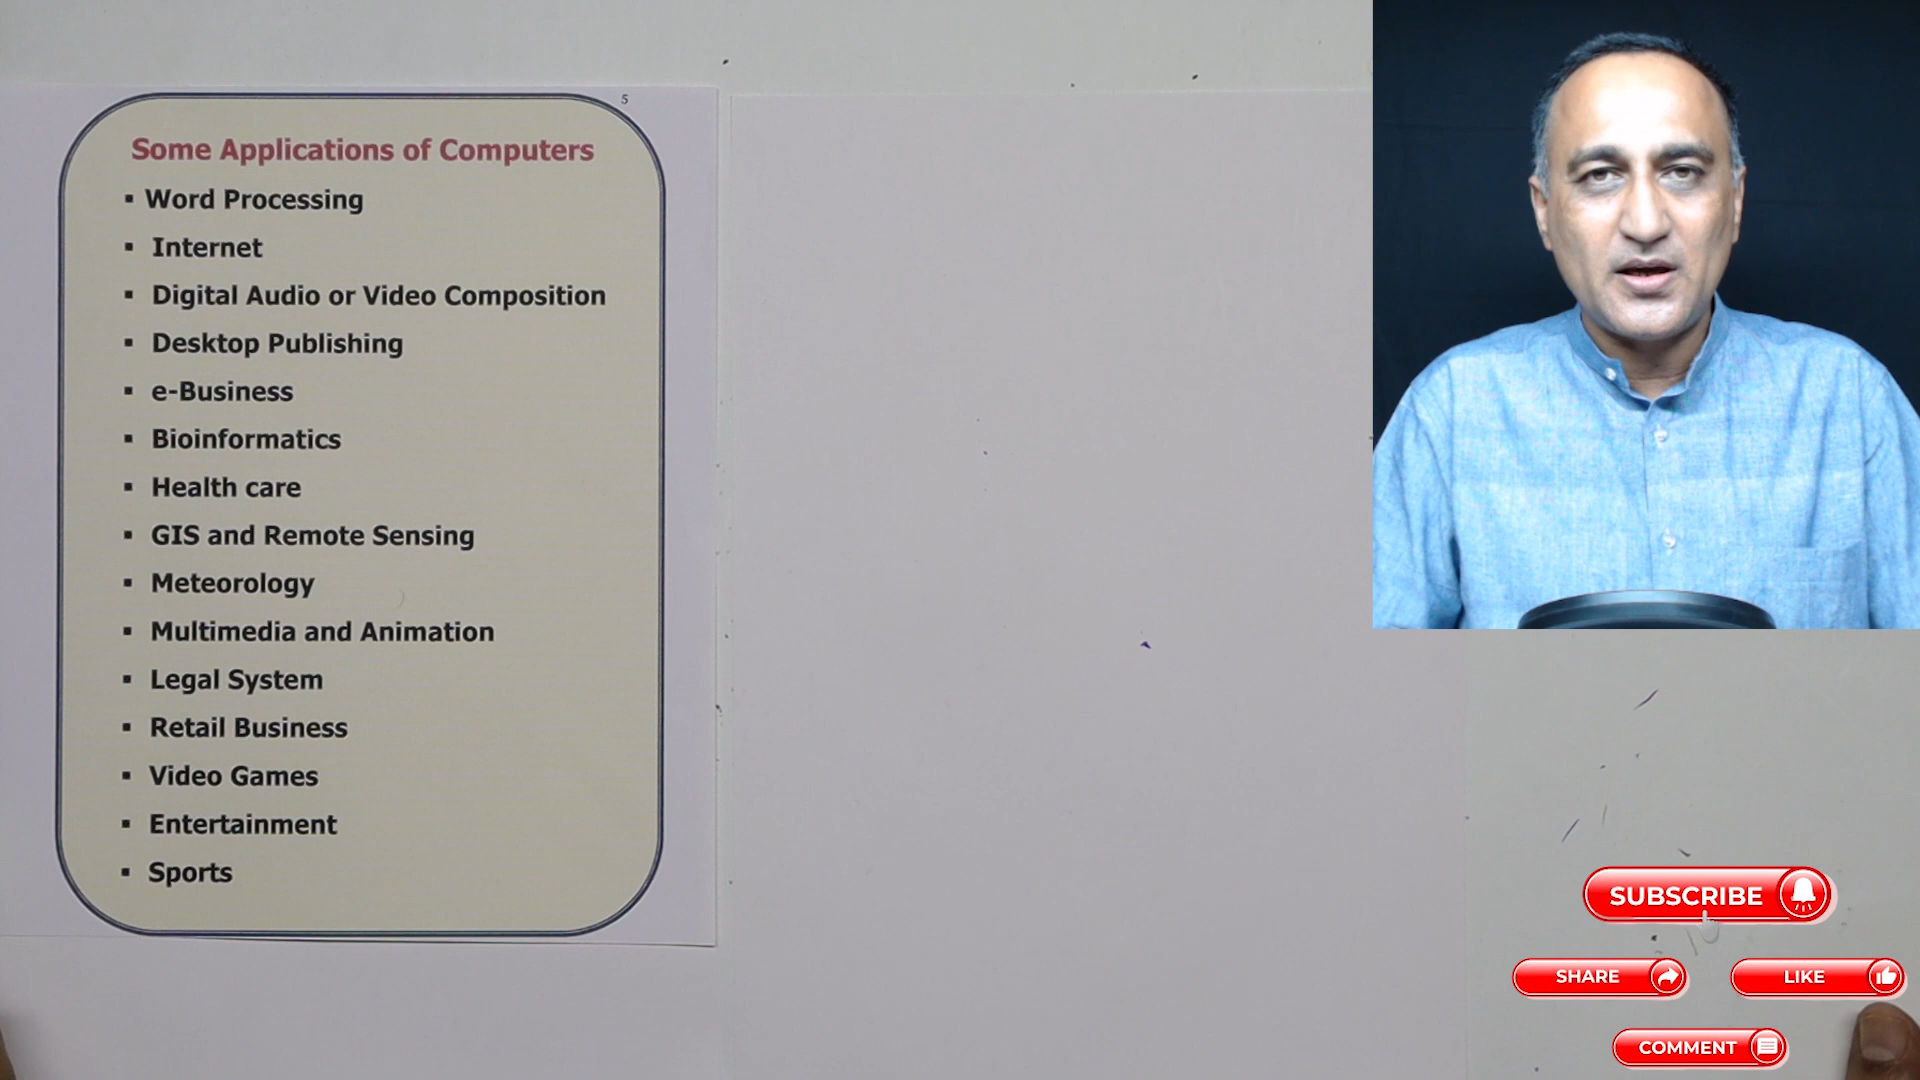 5
Some Applications of Computers
▪ Word Processing
▪ Internet
▪ Digital Audio or Video Composition
▪ Desktop Publishing
▪ e-Business
▪ Bioinformatics
▪ Health care
▪ GIS and Remote Sensing
▪ Meteorology
▪ Multimedia and Animation
▪ Legal System
▪ Retail Business
▪ Video Games
▪ Entertainment
▪ Sports
SUBSCRIBE
SHARE
LIKE
COMMENT